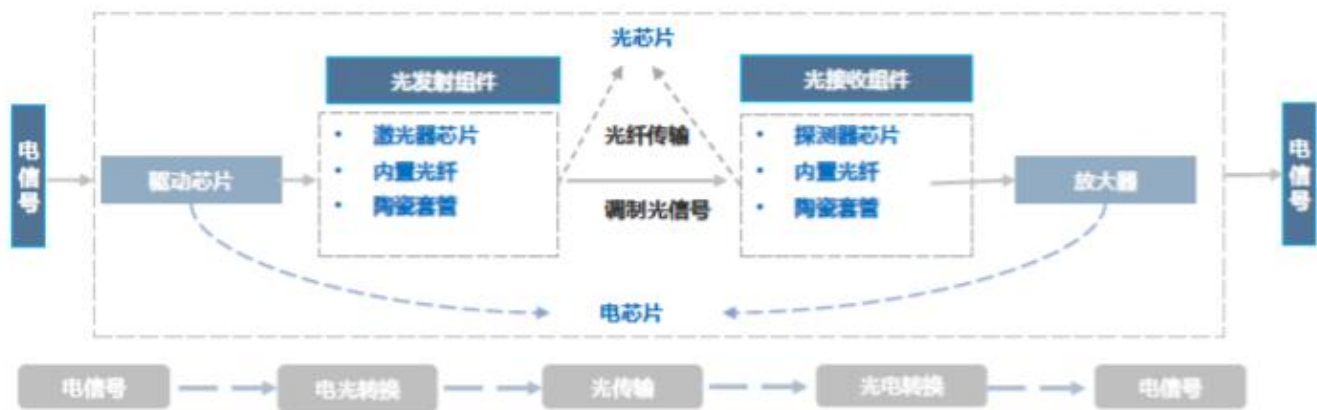 光芯片
光发射组件
光接收组件
电信号
驱动芯片
• 激光器芯片
• 内置光纤
• 陶瓷套管
光纤传输
调制光信号
• 探测器芯片
• 内置光纤
• 陶瓷套管
放大器
电信号
电芯片
电信号
电光转换
光传输
光电转换
电信号